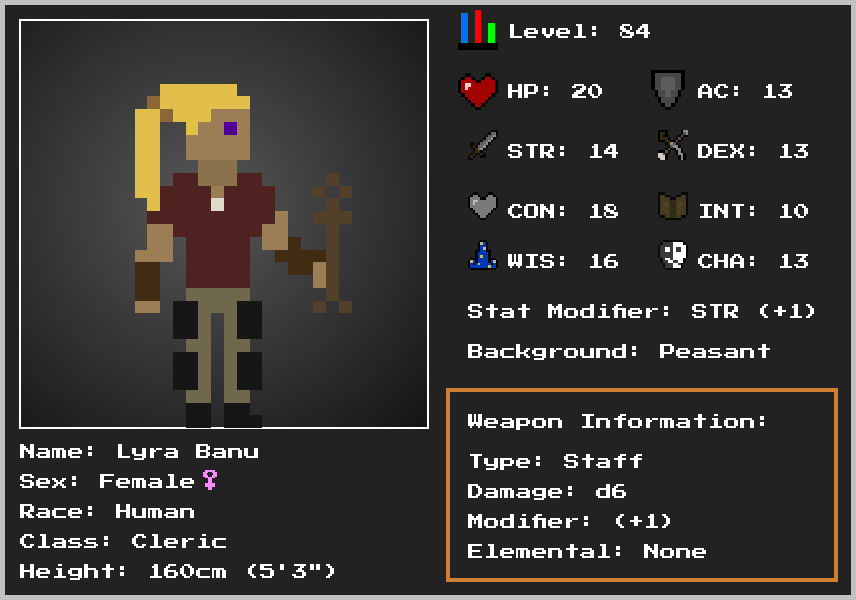 Level: 84
HP: 20 AC: 13
STR: 14 DEX: 13
CON: 18 INT: 10
WIS: 16 CHA: 13
Stat Modifier: STR (+1)
Background: Peasant
Weapon Information:
Type: Staff
Damage: d6
Modifier: (+1)
Elemental: None
Name: Lyra Banu
Sex: Female♀
Race: Human
Class: Cleric
Height: 160cm (5'3")